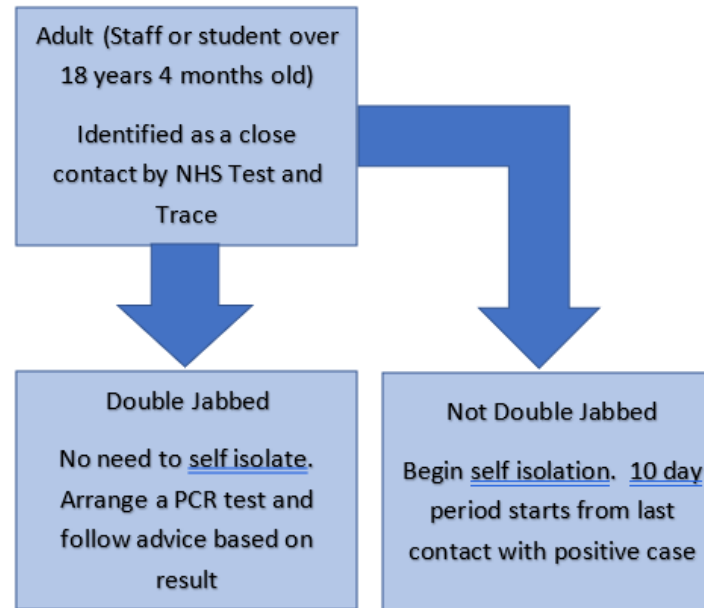 Adult (Staff or student over
18 years 4 months old)
Identified as a close
contact by NHS Test and
Trace
Double Jabbed
No need to self isolate.
Arrange a PCR test and
follow advice based on
result
Not Double Jabbed
Begin self isolation.  10 day
period starts from last
contact with positive case